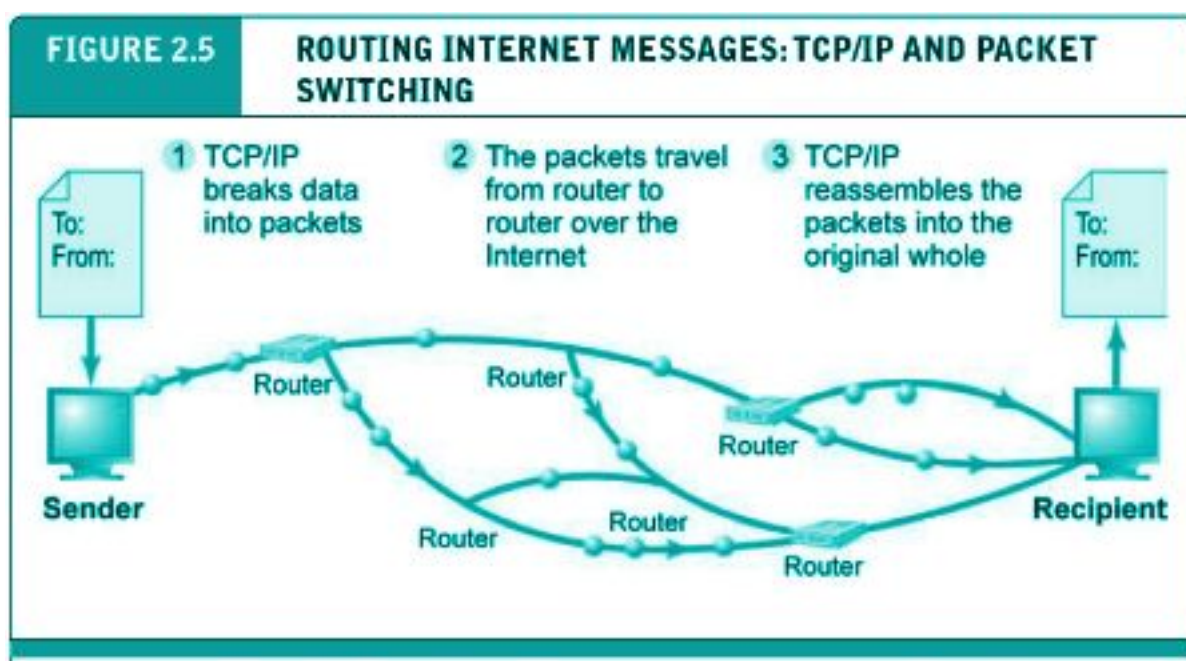 FIGURE 2.5
ROUTING INTERNET MESSAGES: TCP/IP AND PACKET
SWITCHING
1 TCP/IP
breaks data
into packets
2 The packets travel
from router to
router over the
Internet
3 TCP/IP
reassembles the
packets into the
original whole
To:
From:
To:
From:
Router
Router
Router
Sender
Router
Router
Router
Recipient